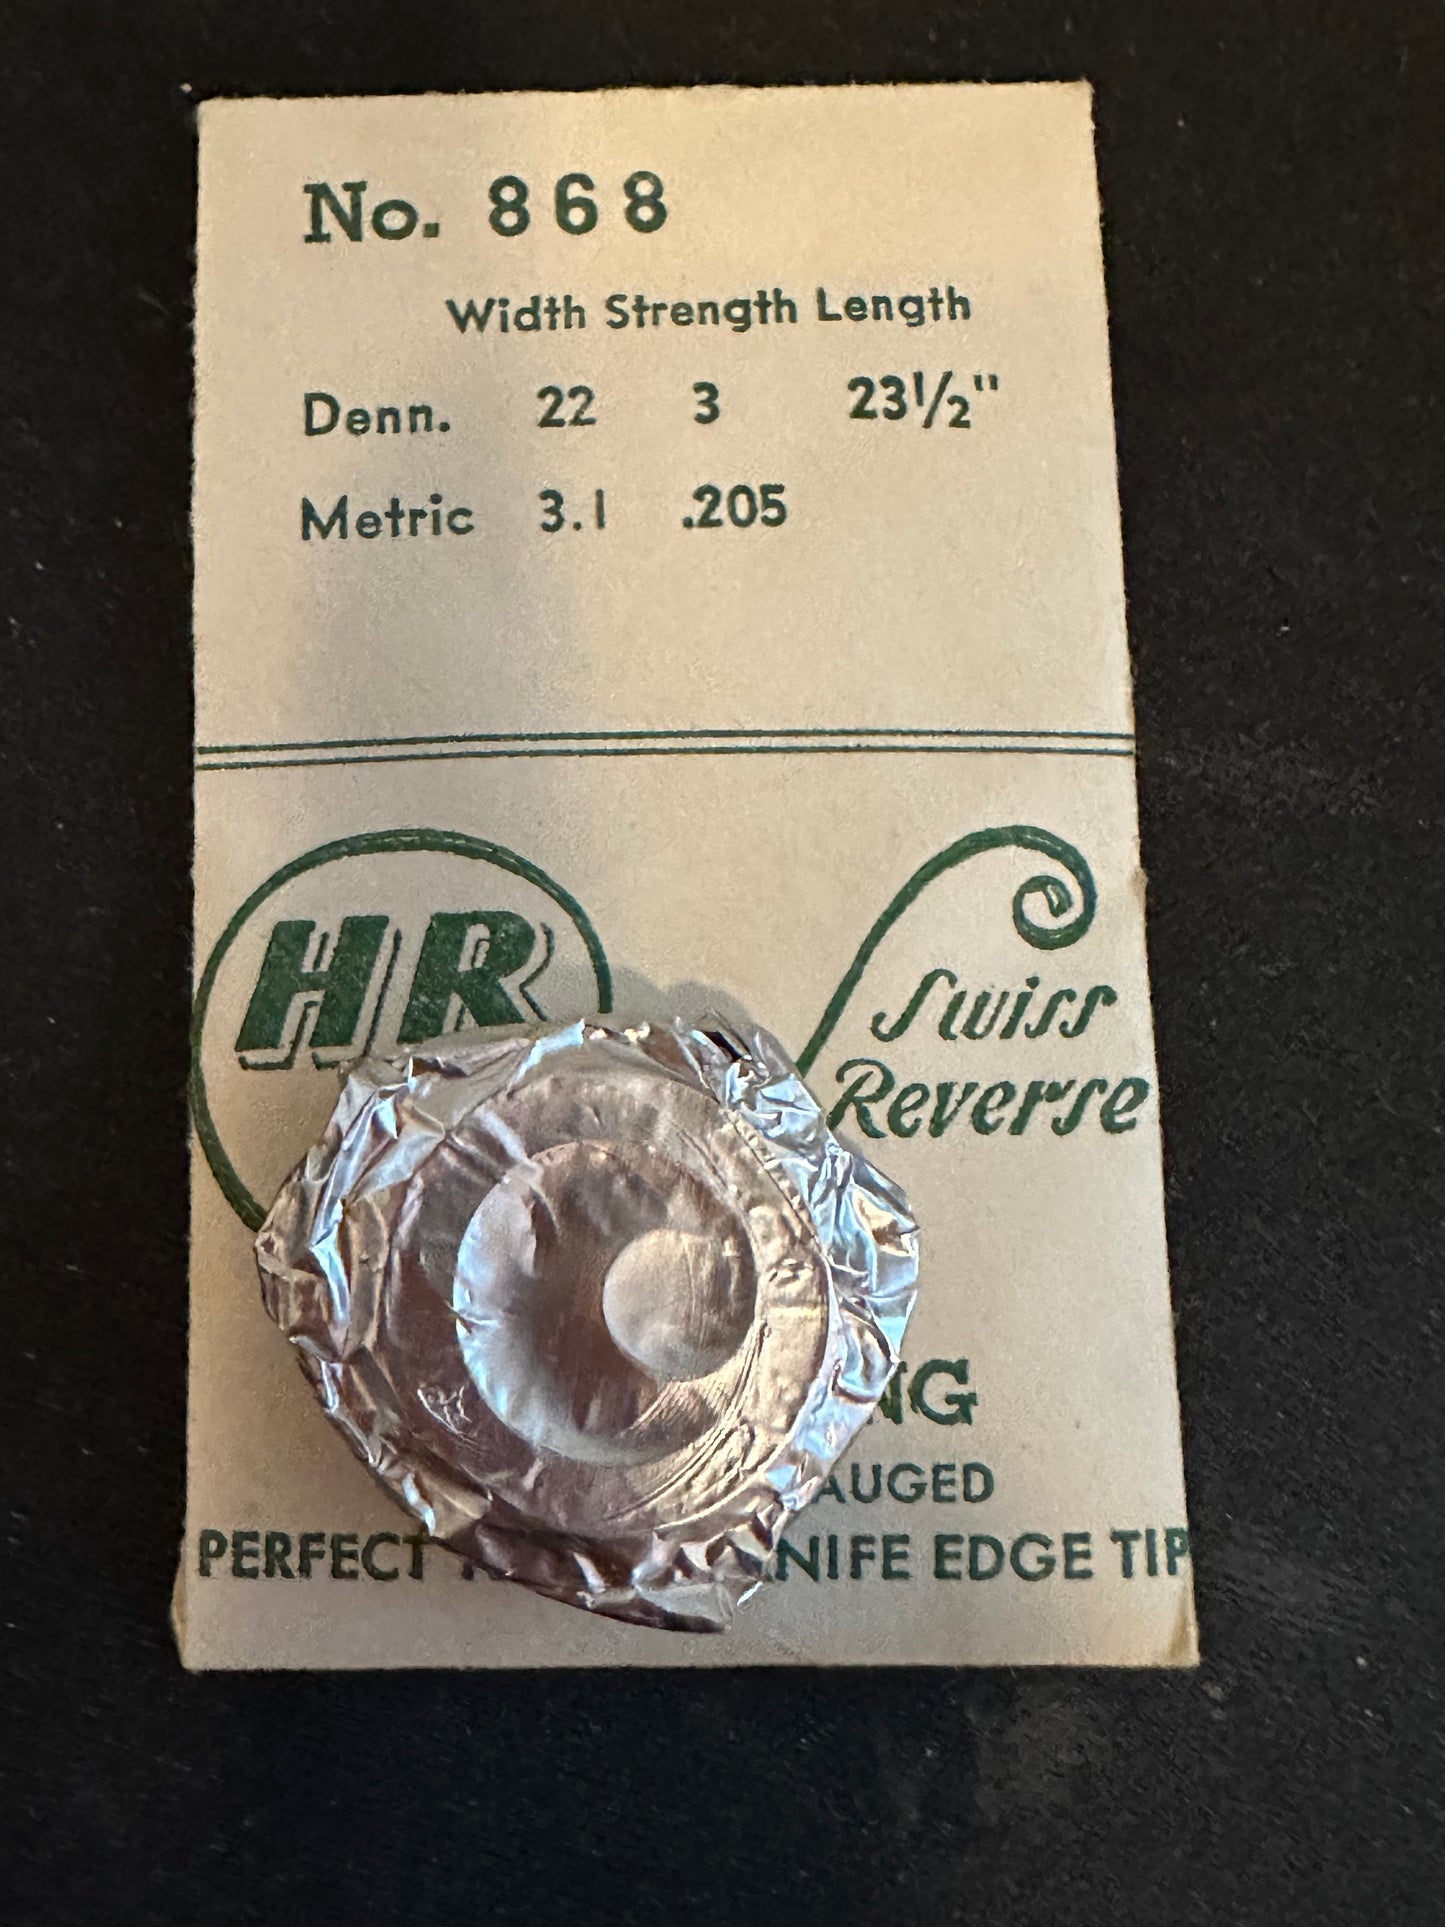 No. 868
Width Strength Length
Denn. 22 3 23½"
Metric 3.1 .205
HR
Swiss
Reverse
NG
AUGED
PERFECT KNIFE EDGE TIP